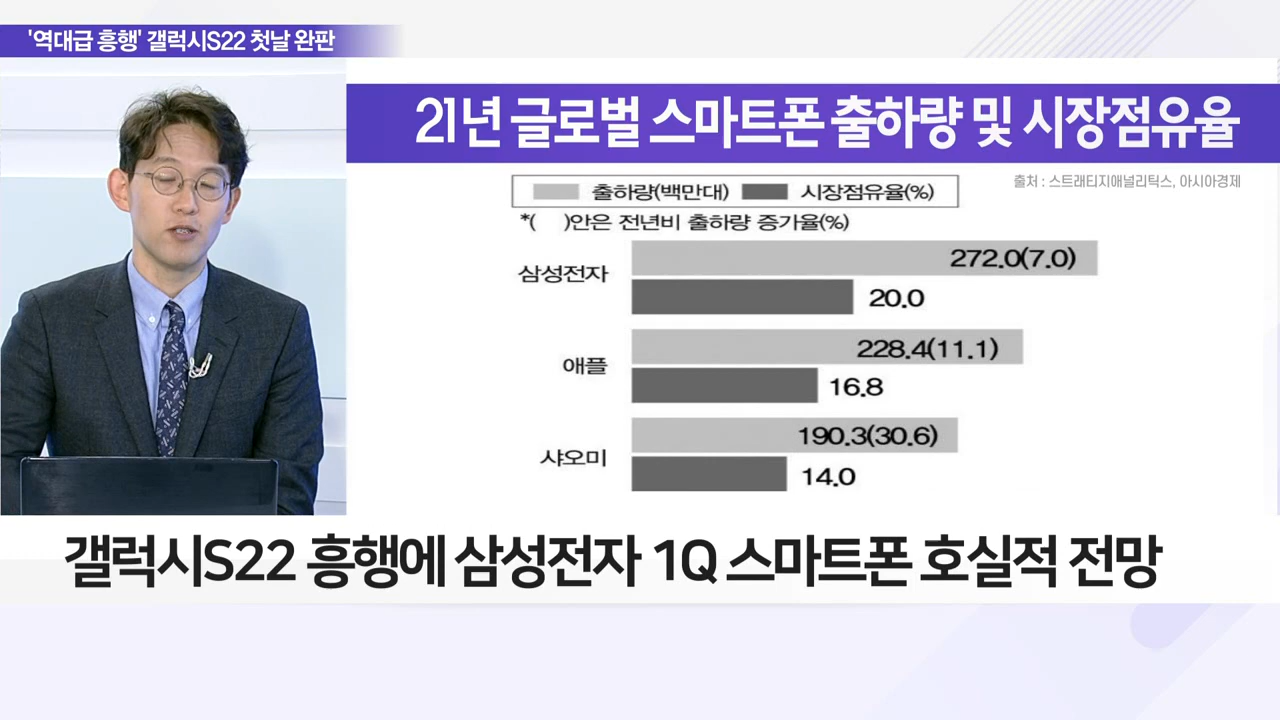 '역대급 흥행' 갤럭시S22 첫날 완판
21년 글로벌 스마트폰 출하량 및 시장점유율
출처 : 스트래티지애널리틱스, 아시아경제
출하량(백만대) 시장점유율(%)
*( )안은 전년비 출하량 증가율(%)
삼성전자 272.0(7.0)
20.0
애플 228.4(11.1)
16.8
샤오미 190.3(30.6)
14.0
갤럭시S22 흥행에 삼성전자 1Q 스마트폰 호실적 전망